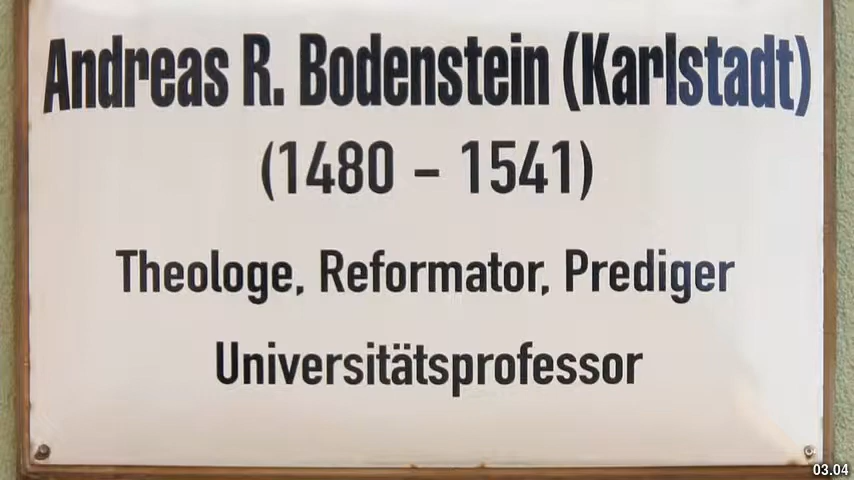 Andreas R. Bodenstein (Karlstadt)
(1480 – 1541)
Theologe, Reformator, Prediger
Universitätsprofessor
03.04